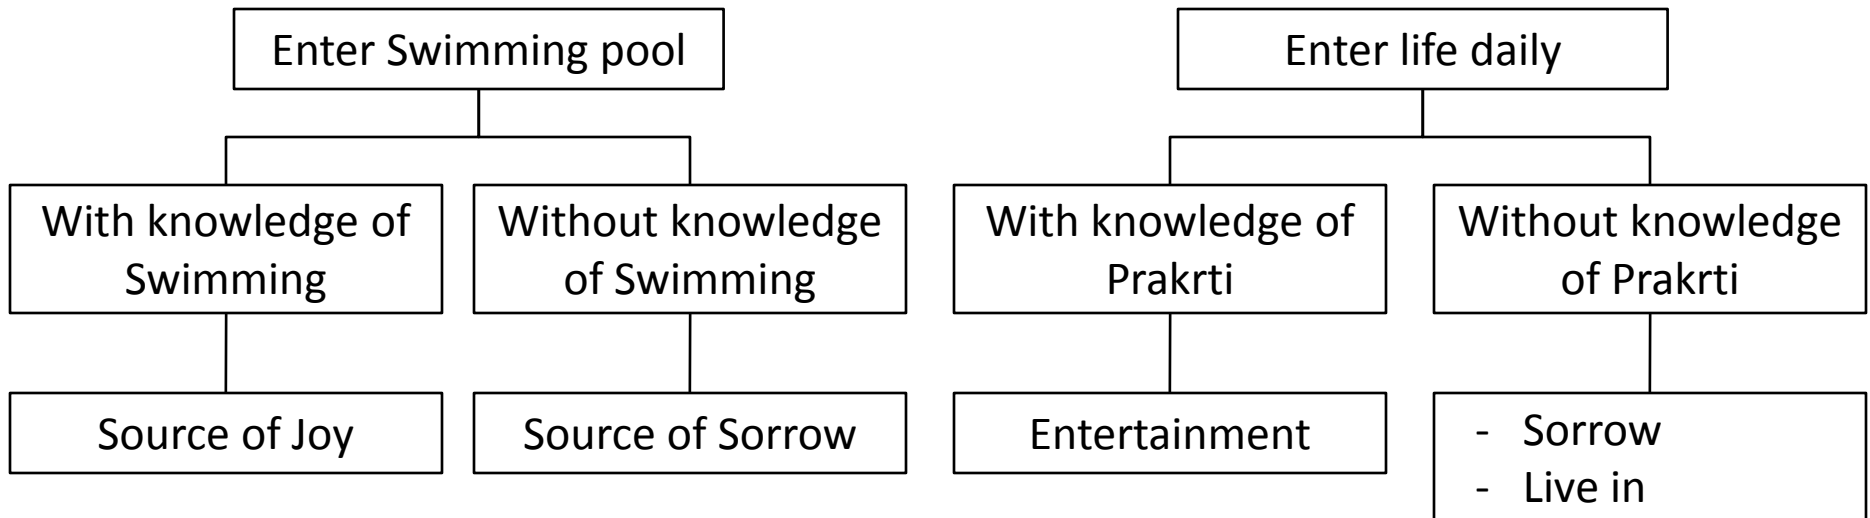 Enter Swimming pool
Enter life daily
With knowledge of
Swimming
Without knowledge
of Swimming
With knowledge of
Prakrti
Without knowledge
of Prakrti
Source of Joy
Source of Sorrow
Entertainment
- Sorrow
- Live in